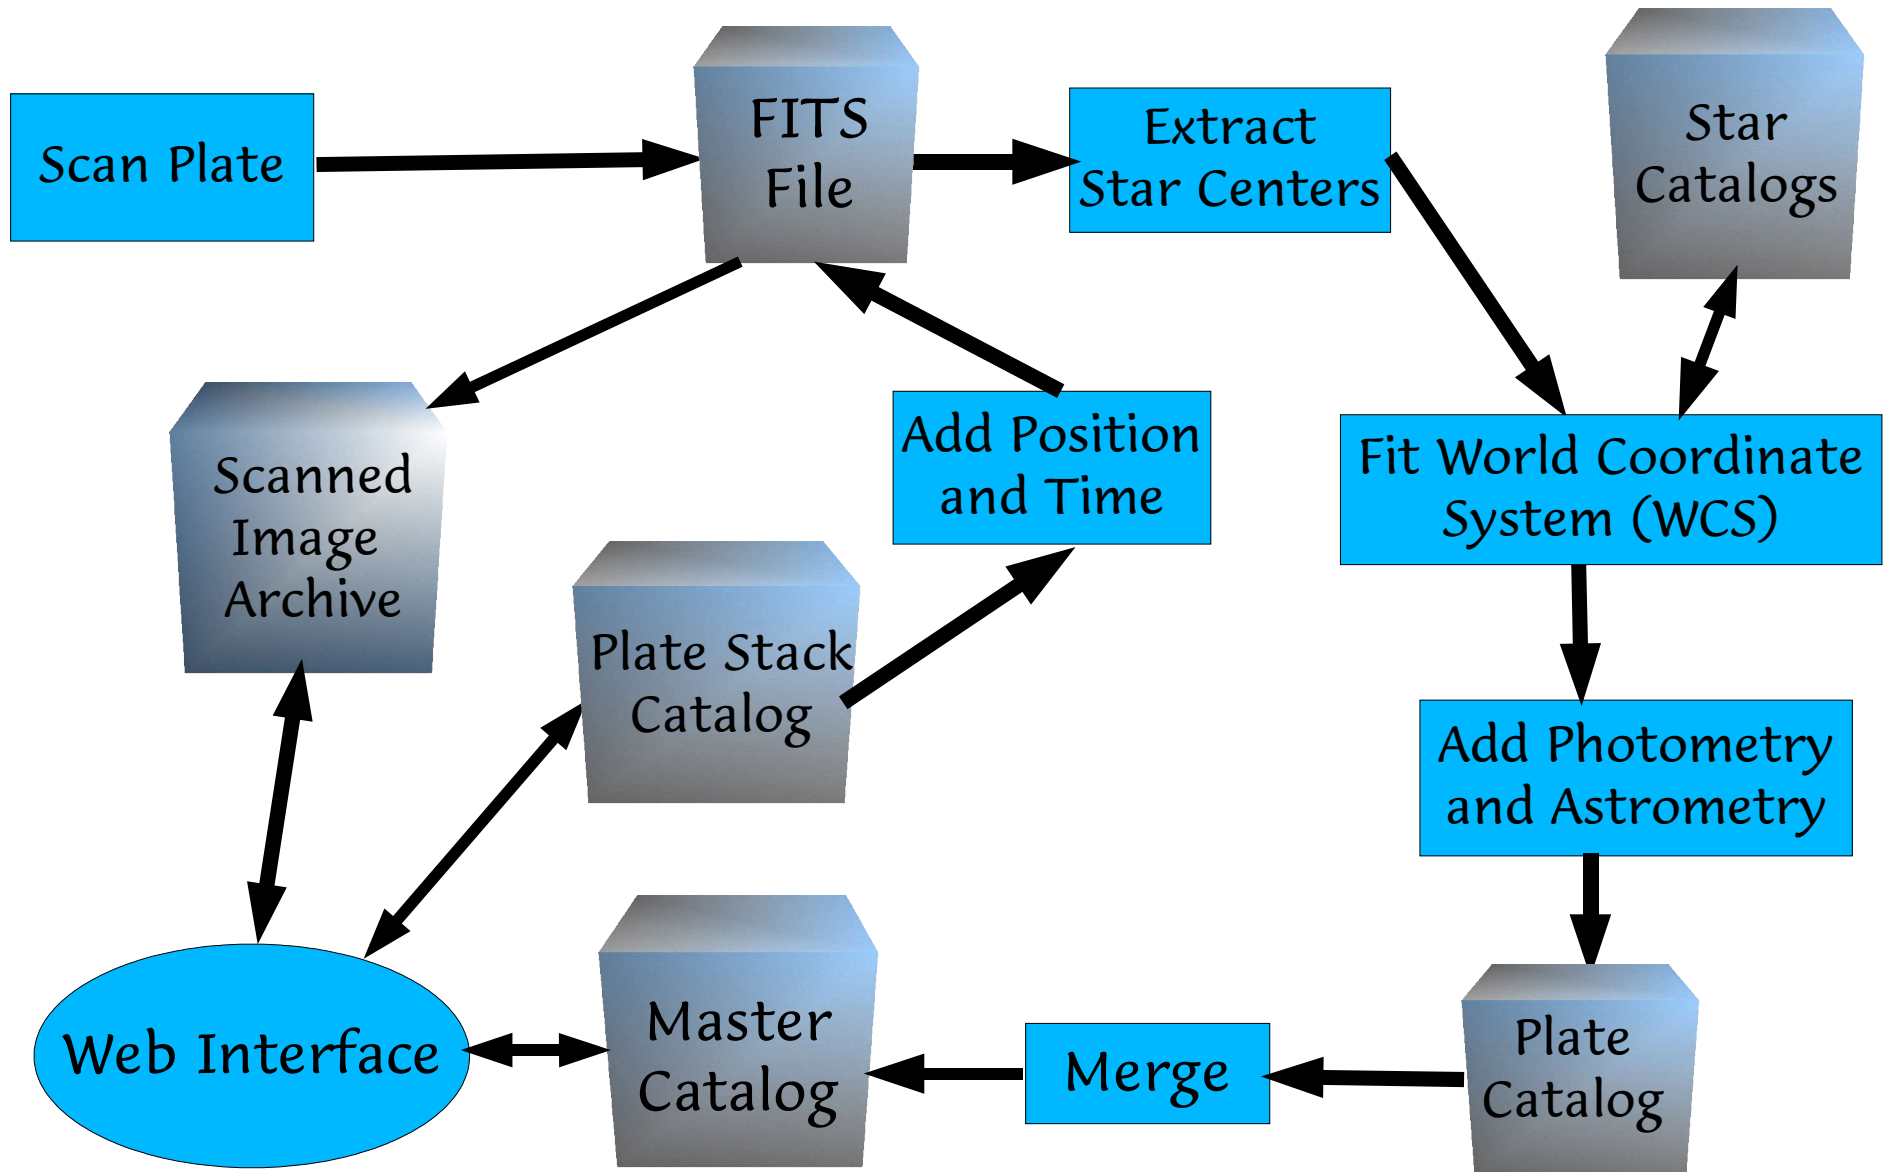 Scan Plate
FITS
File
Extract
Star Centers
Star
Catalogs
Scanned
Image
Archive
Add Position
and Time
Fit World Coordinate
System (WCS)
Plate Stack
Catalog
Add Photometry
and Astrometry
Web Interface
Master
Catalog
Merge
Plate
Catalog